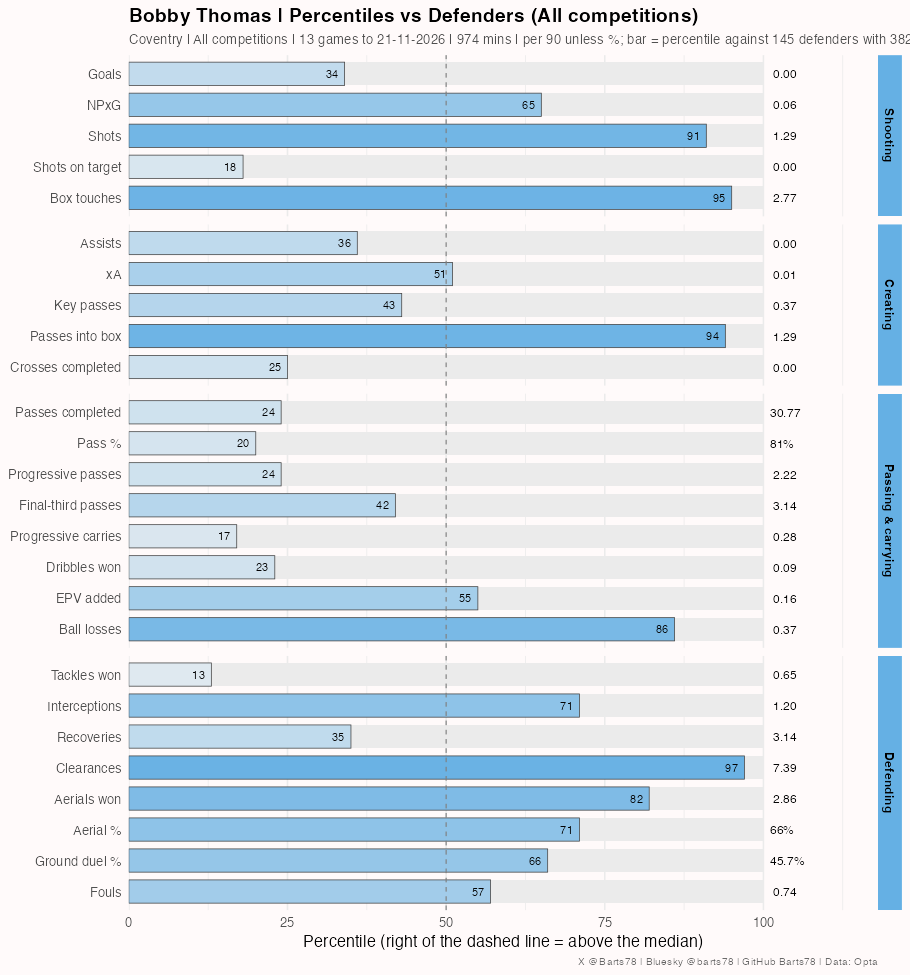 Bobby Thomas | Percentiles vs Defenders (All competitions)
Coventry | All competitions | 13 games to 21-11-2026 | 974 mins | per 90 unless %; bar = percentile against 145 defenders with 382
Goals 34 0.00
NPxG 65 0.06
Shots 91 1.29
Shots on target 18 0.00
Box touches 95 2.77
Shooting
Assists 36 0.00
xA 51 0.01
Key passes 43 0.37
Passes into box 94 1.29
Crosses completed 25 0.00
Creating
Passes completed 24 30.77
Pass % 20 81%
Progressive passes 24 2.22
Final-third passes 42 3.14
Progressive carries 17 0.28
Dribbles won 23 0.09
EPV added 55 0.16
Ball losses 86 0.37
Passing & carrying
Tackles won 13 0.65
Interceptions 71 1.20
Recoveries 35 3.14
Clearances 97 7.39
Aerials won 82 2.86
Aerial % 71 66%
Ground duel % 66 45.7%
Fouls 57 0.74
Defending
0 25 50 75 100
Percentile (right of the dashed line = above the median)
X @Barts78 | Bluesky @barts78 | GitHub Barts78 | Data: Opta